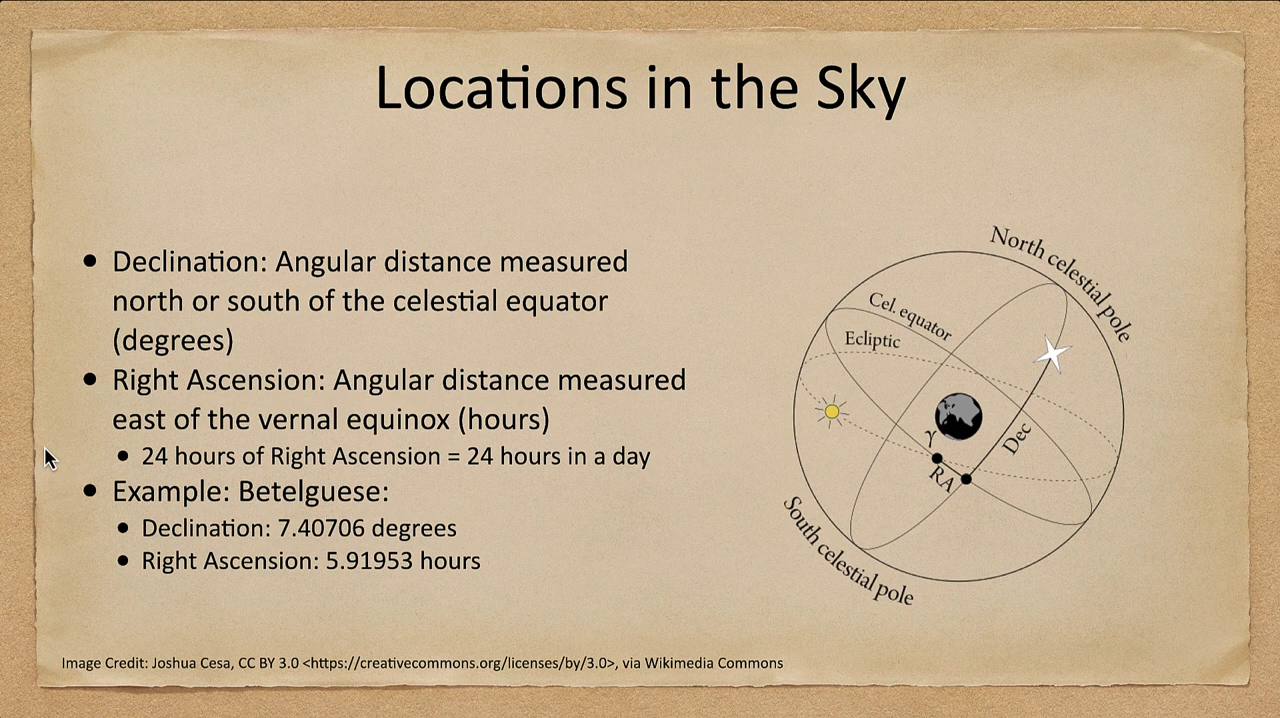 Locations in the Sky
• Declination: Angular distance measured
north or south of the celestial equator
(degrees)
• Right Ascension: Angular distance measured
east of the vernal equinox (hours)
• 24 hours of Right Ascension = 24 hours in a day
• Example: Betelguese:
• Declination: 7.40706 degrees
• Right Ascension: 5.91953 hours
North celestial pole
Cel. equator
Ecliptic
γ
Dec
RA
South celestial pole
Image Credit: Joshua Cesa, CC BY 3.0 <https://creativecommons.org/licenses/by/3.0>, via Wikimedia Commons